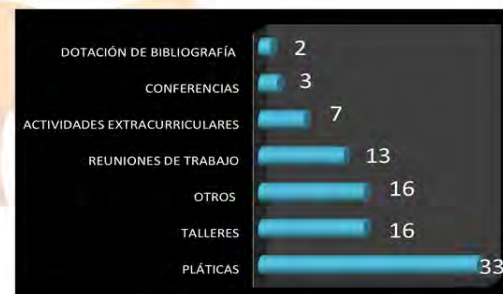 DOTACIÓN DE BIBLIOGRAFÍA 2
CONFERENCIAS 3
ACTIVIDADES EXTRACURRICULARES 7
REUNIONES DE TRABAJO 13
OTROS 16
TALLERES 16
PLÁTICAS 33